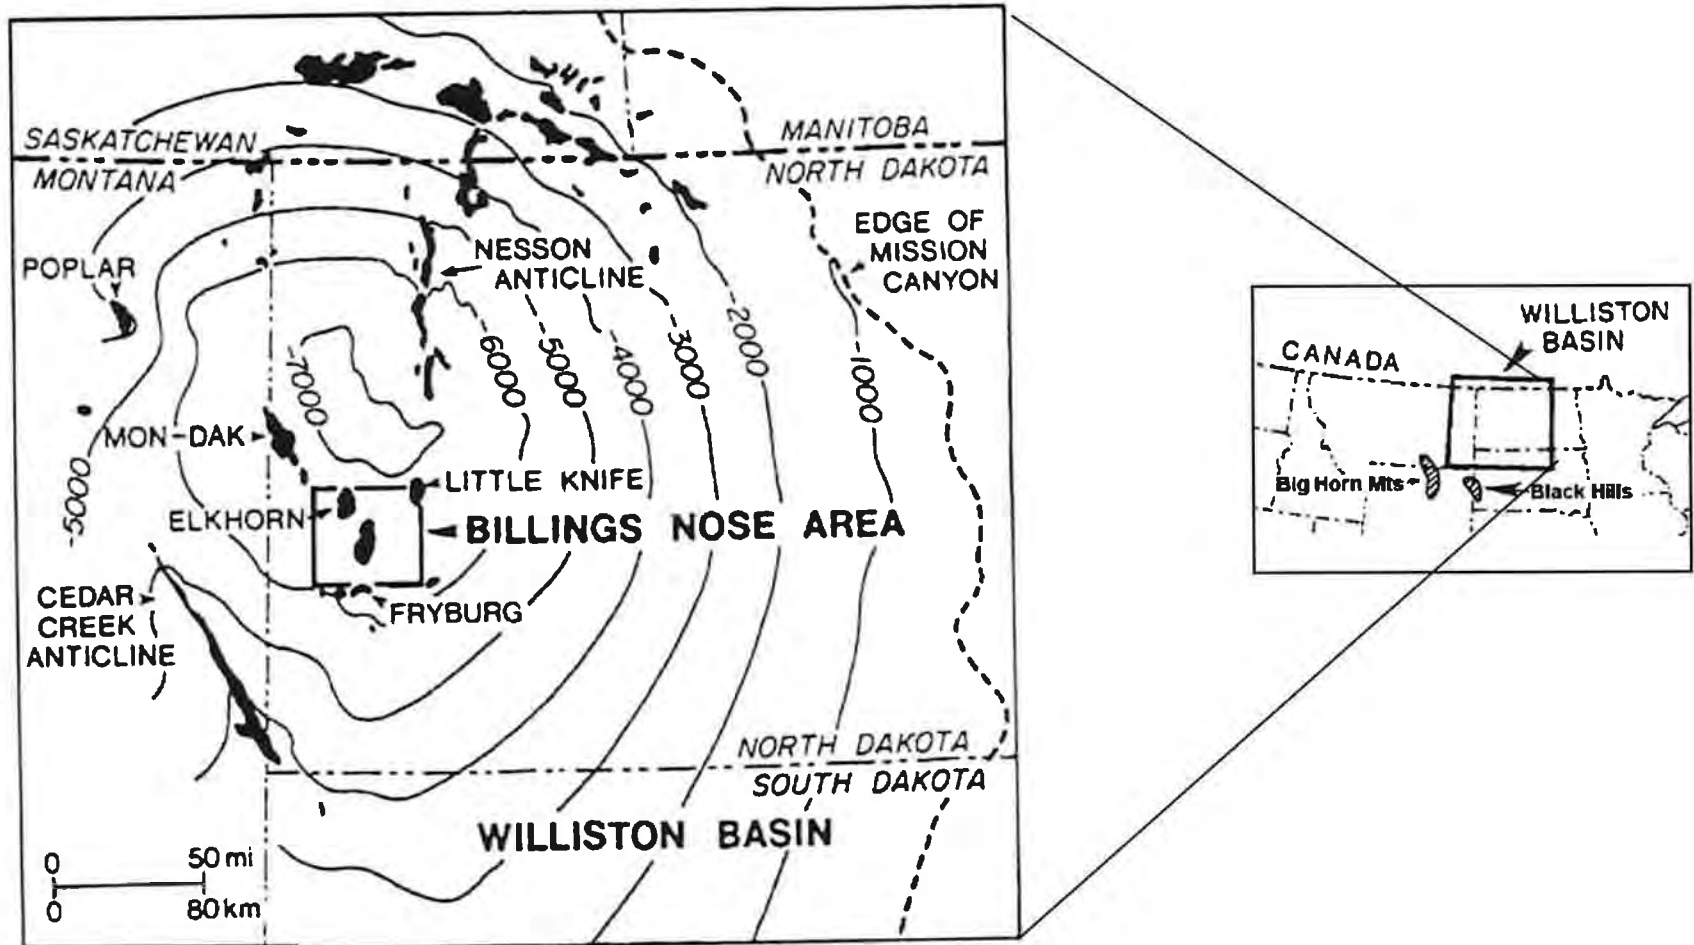 SASKATCHEWAN
MANITOBA
MONTANA
NORTH DAKOTA
EDGE OF
MISSION
CANYON
POPLAR
NESSON
ANTICLINE
-7000
-6000
-5000
-4000
-3000
-2000
-1000
MON-DAK
-5000
LITTLE KNIFE
ELKHORN
BILLINGS NOSE AREA
CEDAR
CREEK
ANTICLINE
FRYBURG
NORTH DAKOTA
SOUTH DAKOTA
WILLISTON BASIN
0 50 mi
0 80 km
WILLISTON
BASIN
CANADA
Big Horn Mts
Black Hills